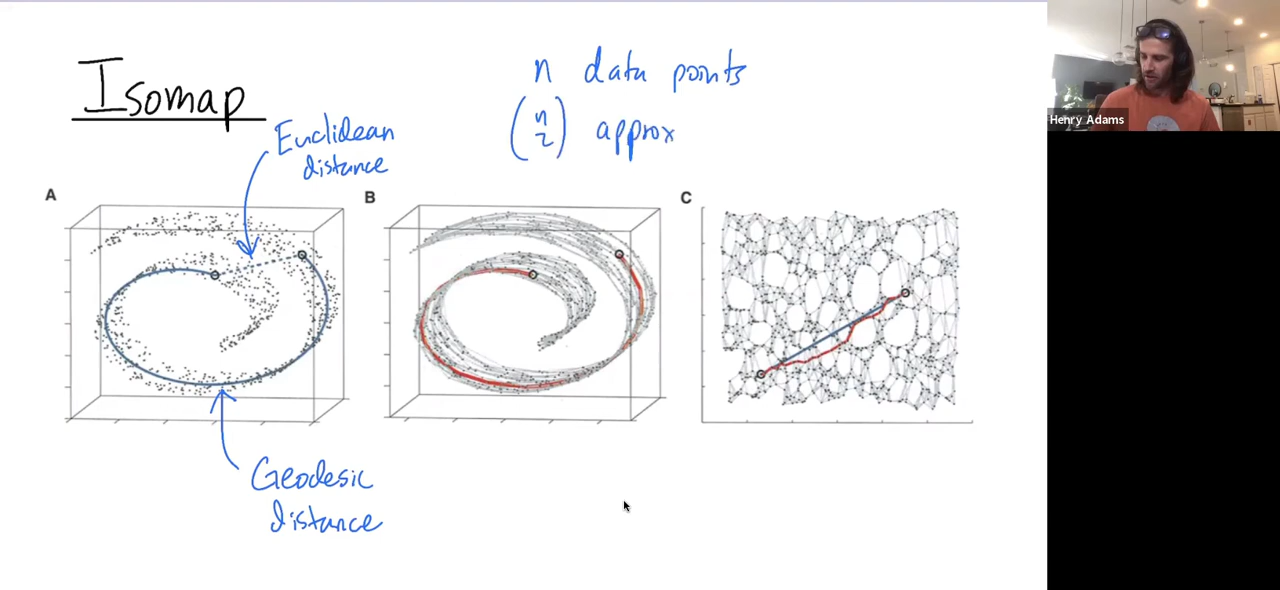 Isomap
n data points
(n 2) approx
Euclidean
distance
A
B
C
Geodesic
distance
Henry Adams